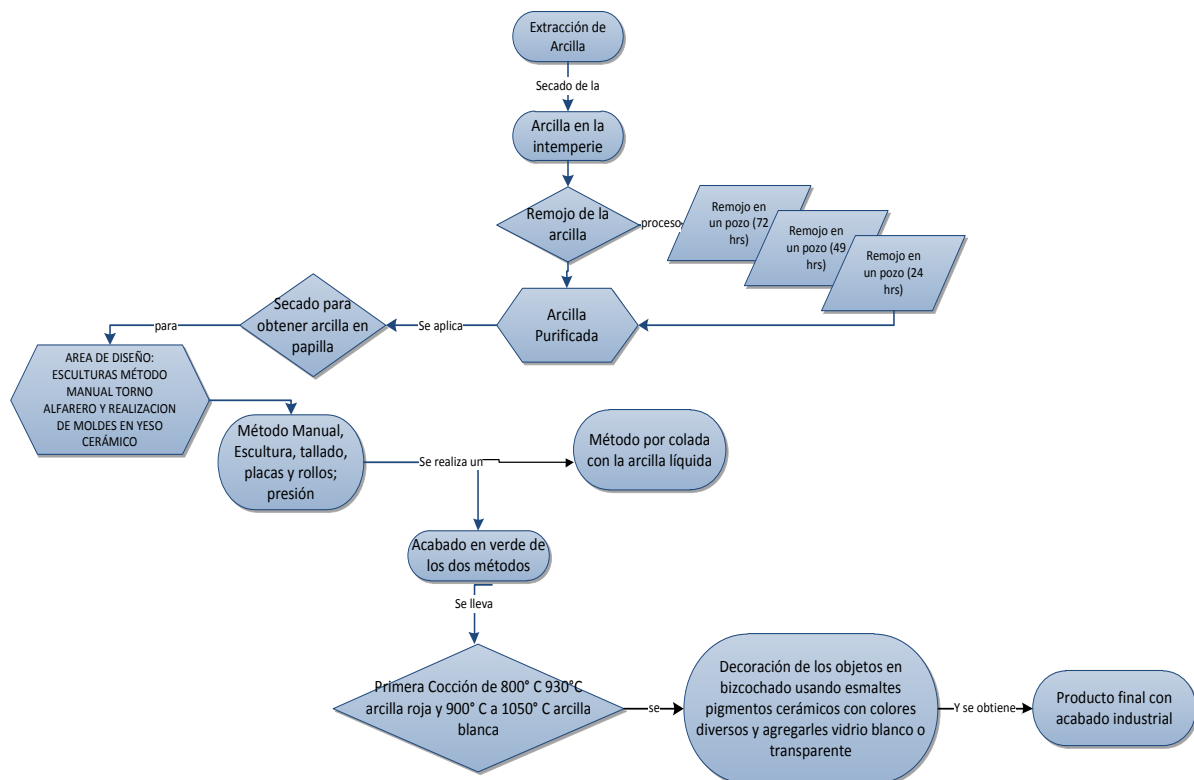 Extracción de
Arcilla
Secado de la
Arcilla en la
intemperie
Remojo de la
arcilla
proceso
Remojo en
un pozo (72
hrs)
Remojo en
un pozo (49
hrs)
Remojo en
un pozo (24
hrs)
Arcilla
Purificada
Se aplica
Secado para
obtener arcilla en
papilla
para
AREA DE DISEÑO:
ESCULTURAS MÉTODO
MANUAL TORNO
ALFARERO Y REALIZACION
DE MOLDES EN YESO
CERÁMICO
Método Manual,
Escultura, tallado,
placas y rollos;
presión
Se realiza un
Método por colada
con la arcilla líquida
Acabado en verde de
los dos métodos
Se lleva
Primera Cocción de 800° C 930°C
arcilla roja y 900° C a 1050° C arcilla
blanca
se
Decoración de los objetos en
bizcochado usando esmaltes
pigmentos cerámicos con colores
diversos y agregarles vidrio blanco o
transparente
Y se obtiene
Producto final con
acabado industrial